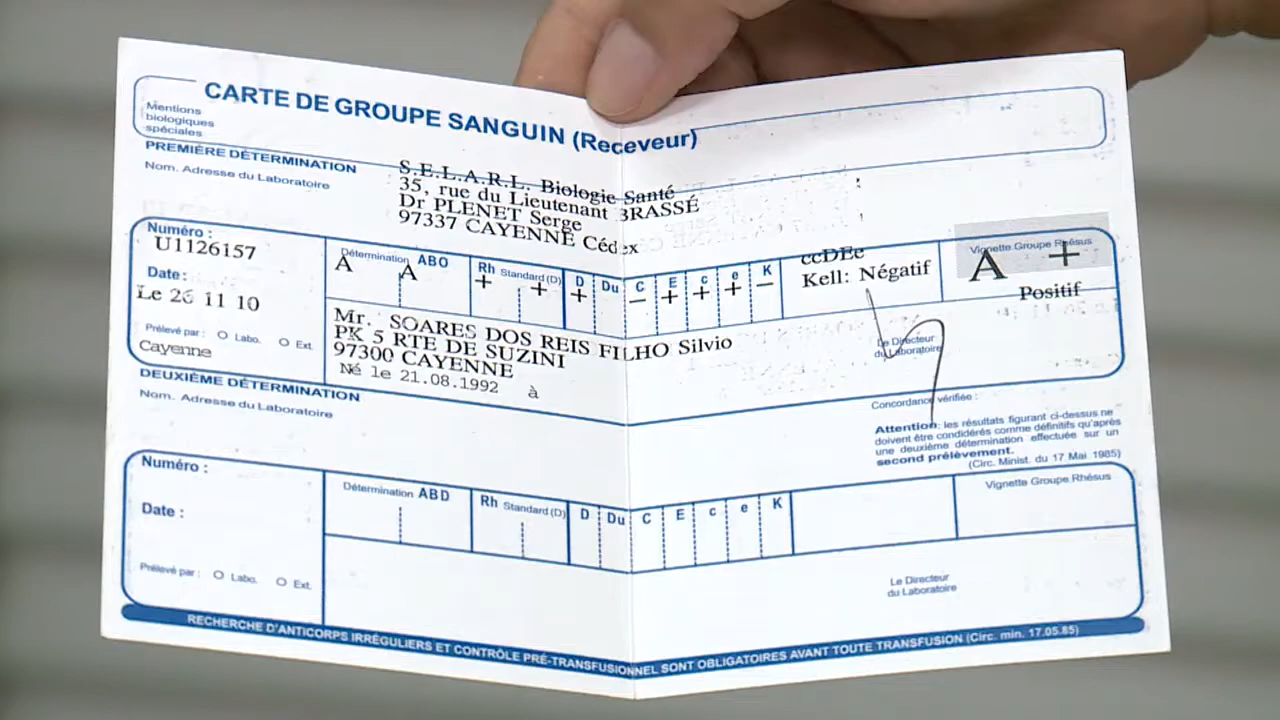 CARTE DE GROUPE SANGUIN (Receveur)
Mentions
biologiques
spéciales
PREMIÈRE DÉTERMINATION
Nom. Adresse du Laboratoire
S.E.L.A.R.L. Biologie Santé
35, rue du Lieutenant BRASSÉ
Dr PLENET Serge
97337 CAYENNE Cédex
Numéro :
U1126157
Date :
Le 26 11 10
Prélevé par : O Labo. O Ext.
Cayenne
Détermination ABO
A A
Rh Standard (D) D Du C E c e K
+ + + - + + + -
ccDEe
Kell: Négatif
Vignette Groupe Rhésus
A +
Positif
Mr. SOARES DOS REIS FILHO Silvio
PK 5 RTE DE SUZINI
97300 CAYENNE
Né le 21.08.1992 à
Le Directeur
du Laboratoire
DEUXIÈME DÉTERMINATION
Nom. Adresse du Laboratoire
Concordance vérifiée :
Attention: les résultats figurant ci-dessus ne
doivent être condidérés comme définitifs qu'après
une deuxième détermination effectuée sur un
second prélèvement.
(Circ. Minist. du 17 Mai 1985)
Numéro :
Date :
Prélevé par : O Labo. O Ext.
Détermination ABD
Rh Standard (D) D Du C E c e K
Vignette Groupe Rhésus
Le Directeur
du Laboratoire
RECHERCHE D'ANTICORPS IRRÉGULIERS ET CONTRÔLE PRÉ-TRANSFUSIONNEL SONT OBLIGATOIRES AVANT TOUTE TRANSFUSION (Circ. min. 17.05.85)